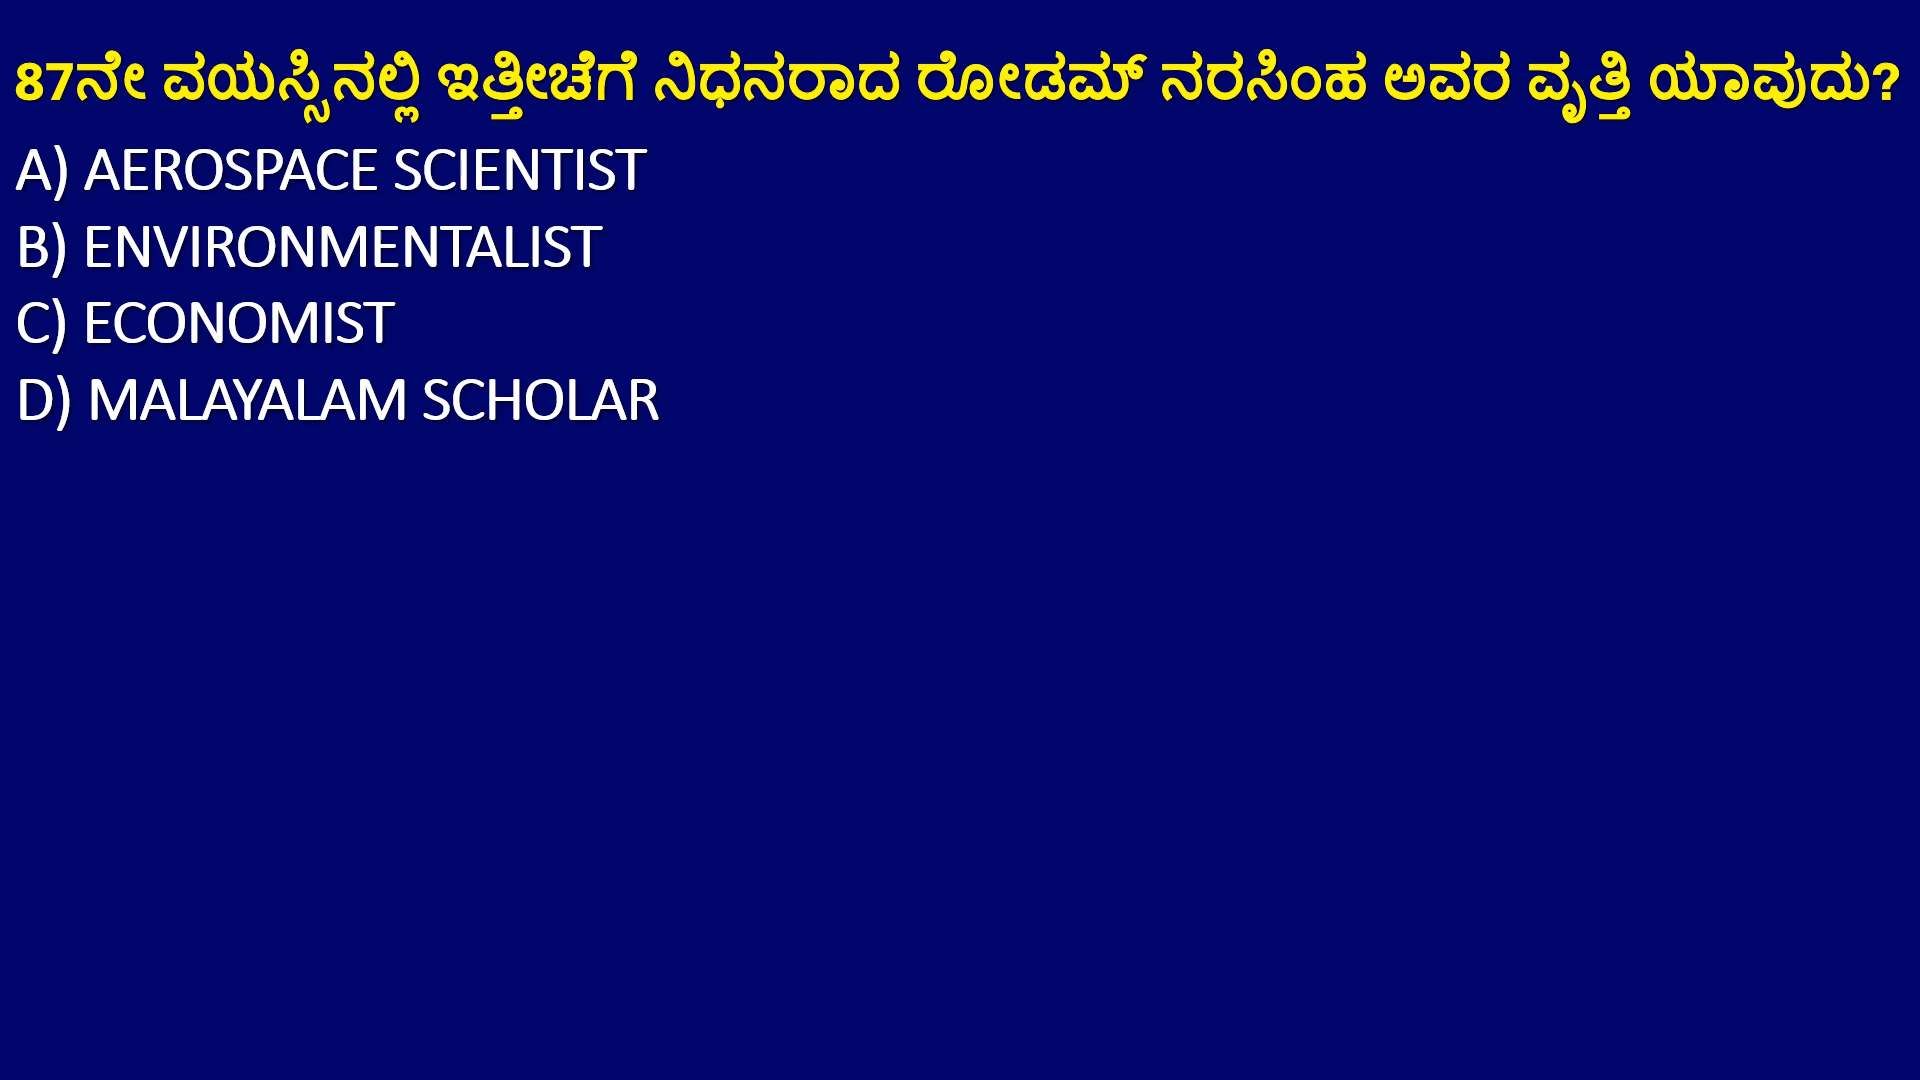 87ನೇ ವಯಸ್ಸಿನಲ್ಲಿ ಇತ್ತೀಚೆಗೆ ನಿಧನರಾದ ರೋಡಮ್ ನರಸಿಂಹ ಅವರ ವೃತ್ತಿ ಯಾವುದು?
A) AEROSPACE SCIENTIST
B) ENVIRONMENTALIST
C) ECONOMIST
D) MALAYALAM SCHOLAR